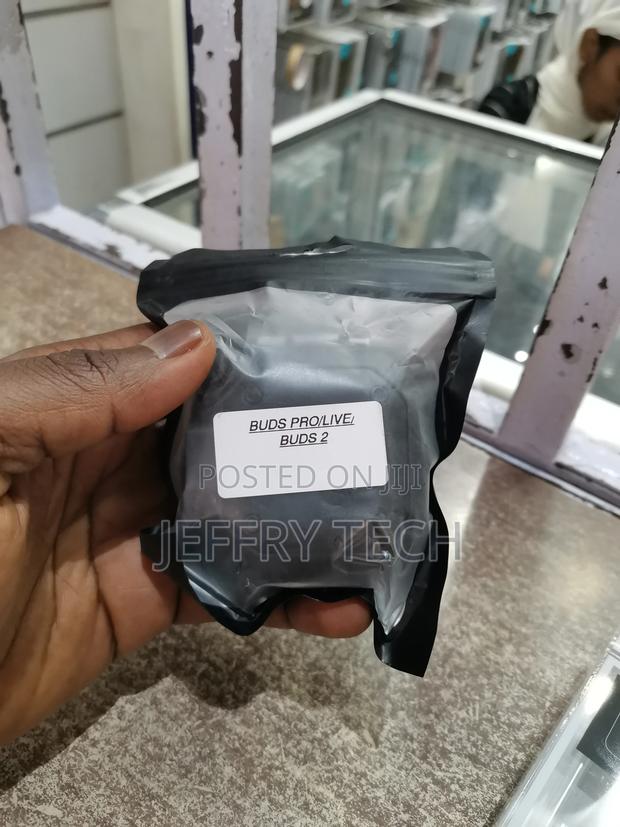 BUDS PRO/LIVE/
BUDS 2
POSTED ON JIJI
JEFFRY TECH